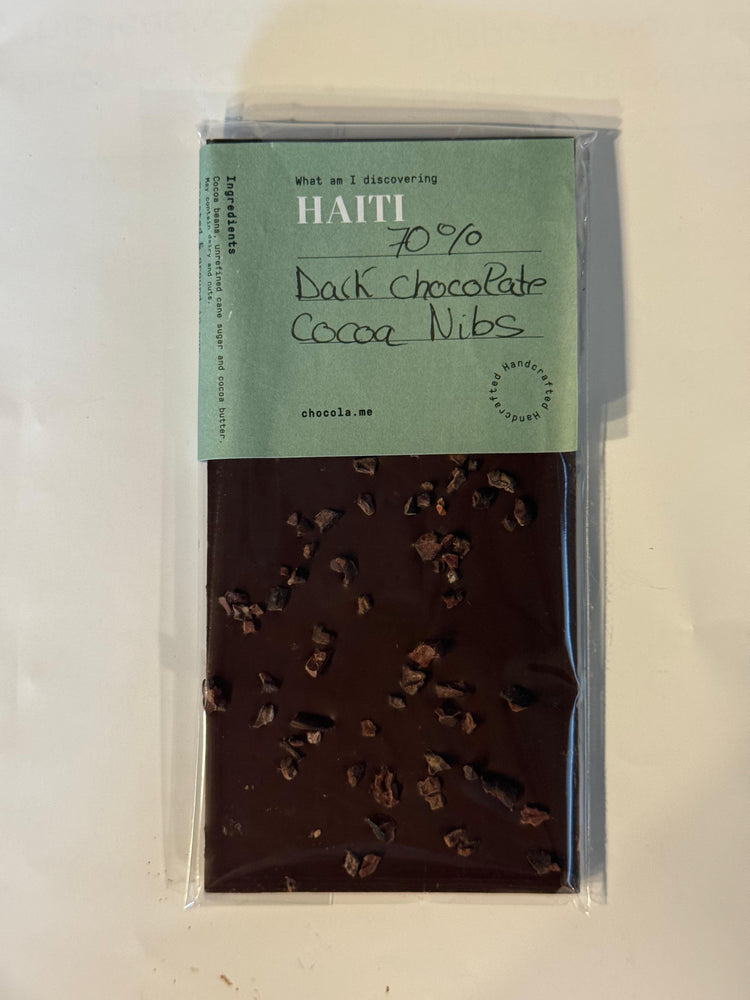 What am I discovering
HAITI
70%
Dark Chocolate
Cocoa Nibs
chocola.me
Handcrafted Handcrafted
Ingredients
Cocoa beans, unrefined cane sugar and cocoa butter.
May contain dairy and nuts.